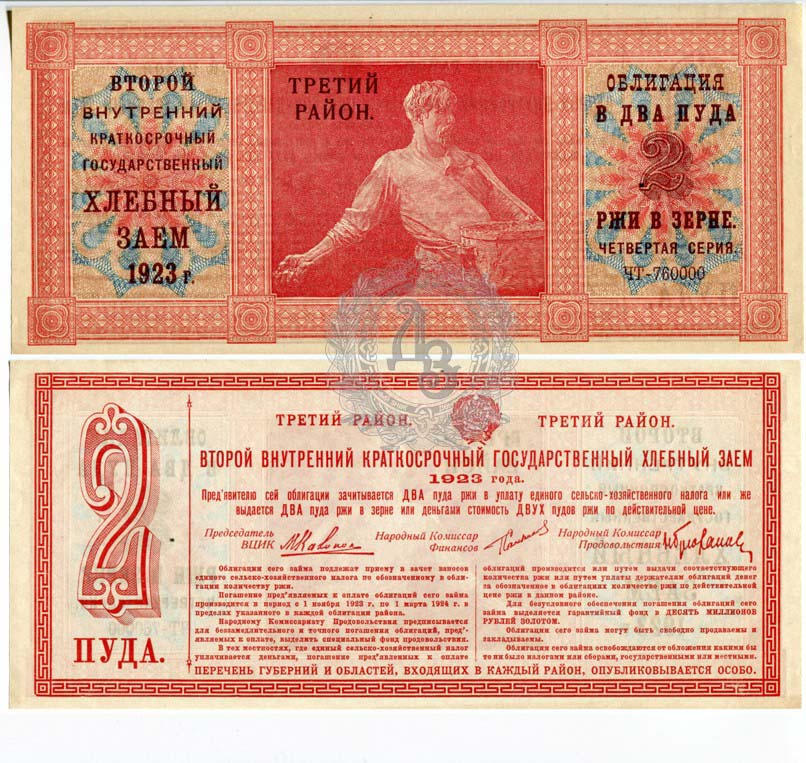 ВТОРОЙ
ВНУТРЕННИЙ
КРАТКОСРОЧНЫЙ
ГОСУДАРСТВЕННЫЙ
ХЛЕБНЫЙ
ЗАЕМ
1923 г.
ТРЕТИЙ
РАЙОН.
ОБЛИГАЦИЯ
В ДВА ПУДА
2
РЖИ В ЗЕРНЕ.
ЧЕТВЕРТАЯ СЕРИЯ.
ЧТ-760000
ДЗ
2
ПУДА.
ТРЕТИЙ РАЙОН. ТРЕТИЙ РАЙОН.
ВТОРОЙ ВНУТРЕННИЙ КРАТКОСРОЧНЫЙ ГОСУДАРСТВЕННЫЙ ХЛЕБНЫЙ ЗАЕМ
1923 года.
Пред'явителю сей облигации зачитывается ДВА пуда ржи в уплату единого сельско-хозяйственного налога или же
выдается ДВА пуда ржи в зерне или деньгами стоимость ДВУХ пудов ржи по действительной цене.
Председатель
ВЦИК
Народный Комиссар
Финансов
Народный Комиссар
Продовольствия
Облигации сего займа подлежат приему в зачет взносов
единого сельско-хозяйственного налога по обозначенному в обли-
гации количеству ржи.
Погашение пред'явленных к оплате облигаций сего займа
производится в период с 1 ноября 1923 г. по 1 марта 1924 г. в
пределах указанного в каждой облигации района.
Народному Комиссариату Продовольствия предписывается
для беззамедлительного и точного погашения облигаций, пред'-
явленных к оплате, выделить специальный фонд продовольствия.
В тех местностях, где единый сельско-хозяйственный налог
уплачивается деньгами, погашение пред'явленных к оплате
облигаций производится или путем выдачи соответствующего
количества ржи или путем уплаты держателям облигаций денег
за обозначенное в облигациях количество ржи по действительной
цене ржи в данном районе.
Для безусловного обеспечения погашения облигаций сего займа
выделяется гарантийный фонд в ДЕСЯТЬ МИЛЛИОНОВ
РУБЛЕЙ ЗОЛОТОМ.
Облигации сего займа могут быть свободно продаваемы и
закладываемы.
Облигации сего займа освобождаются от обложения какими бы
то ни было налогами или сборами, государственными или местными.
ПЕРЕЧЕНЬ ГУБЕРНИЙ И ОБЛАСТЕЙ, ВХОДЯЩИХ В КАЖДЫЙ РАЙОН, ОПУБЛИКОВЫВАЕТСЯ ОСОБО.